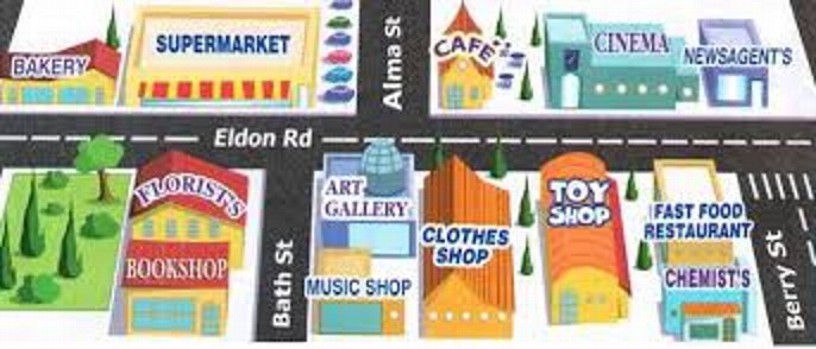 BAKERY
SUPERMARKET
Alma St
CAFE
CINEMA
NEWSAGENT'S
Eldon Rd
FLORIST'S
BOOKSHOP
Bath St
ART
GALLERY
MUSIC SHOP
CLOTHES
SHOP
TOY
SHOP
FAST FOOD
RESTAURANT
CHEMIST'S
Berry St